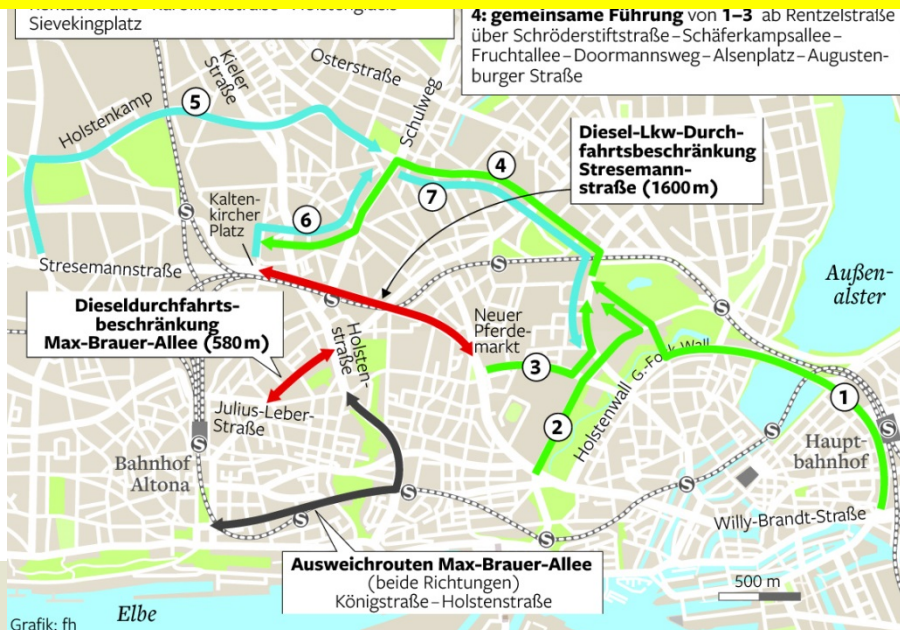 Sievekingplatz
4: gemeinsame Führung von 1–3 ab Rentzelstraße
über Schröderstiftstraße–Schäferkampsallee–
Fruchtallee–Doormannsweg–Alsenplatz–Augusten-
burger Straße
Kieler
Straße
Osterstraße
Holstenkamp
5
Schulweg
Diesel-Lkw-Durch-
fahrtsbeschränkung
Stresemann-
straße (1600 m)
4
7
Kalten-
kircher
Platz
6
S
Stresemannstraße
S
S
S
Außen-
alster
Dieseldurchfahrts-
beschränkung
Max-Brauer-Allee (580 m)
Holsten-
straße
Neuer
Pferde-
markt
3
G.-Fock-Wall
1
Julius-Leber-
Straße
2
Holstenwall
S
S
Haupt-
bahnhof
Bahnhof
Altona
S
S
S
S
S
Willy-Brandt-Straße
Ausweichrouten Max-Brauer-Allee
(beide Richtungen)
Königstraße–Holstenstraße
500 m
Elbe
Grafik: fh